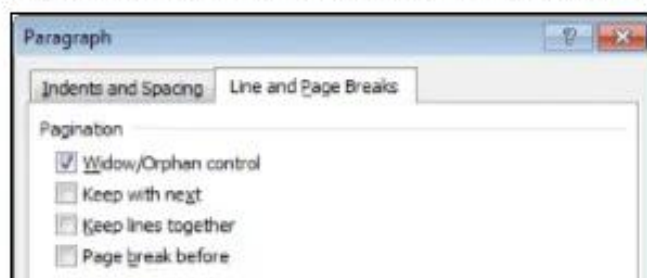 Paragraph
Indents and Spacing Line and Page Breaks
Pagination
Widow/Orphan control
Keep with next
Keep lines together
Page break before